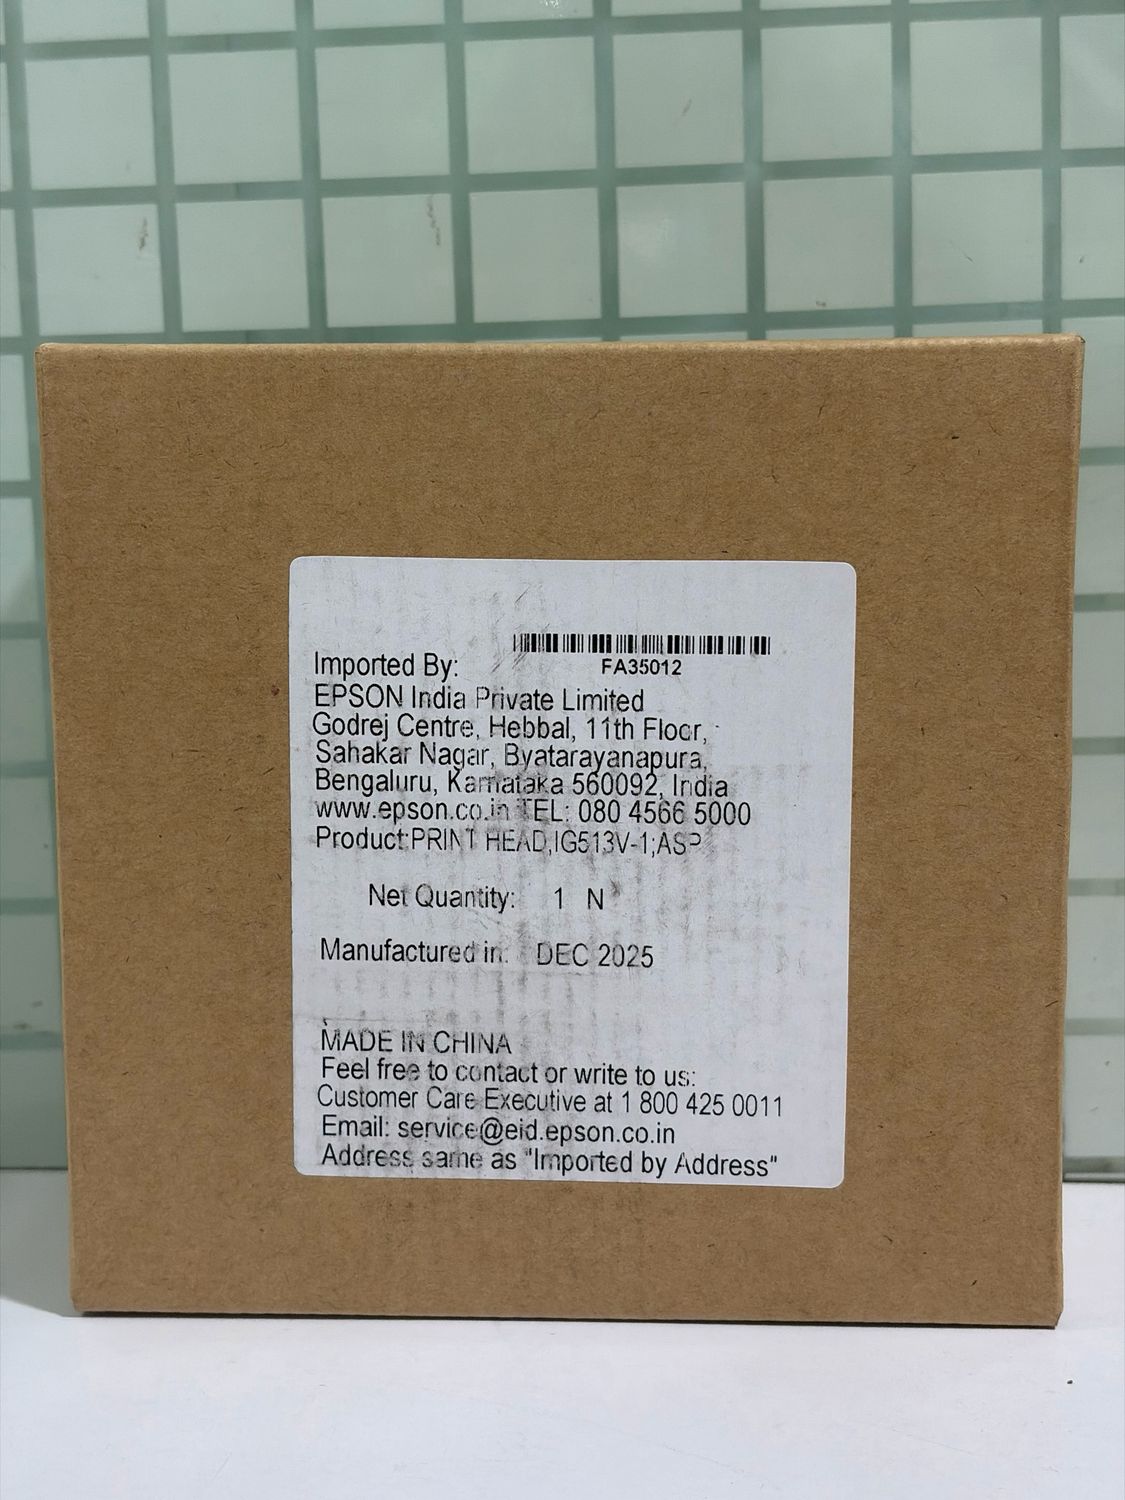 FA35012
Imported By:
EPSON India Private Limited
Godrej Centre, Hebbal, 11th Floor,
Sahakar Nagar, Byatarayanapura,
Bengaluru, Karnataka 560092, India
www.epson.co.in TEL: 080 4566 5000
Product:PRINT HEAD,IG513V-1;ASP
Net Quantity: 1 N
Manufactured in: DEC 2025
MADE IN CHINA
Feel free to contact or write to us:
Customer Care Executive at 1 800 425 0011
Email: service@eid.epson.co.in
Address same as "Imported by Address"